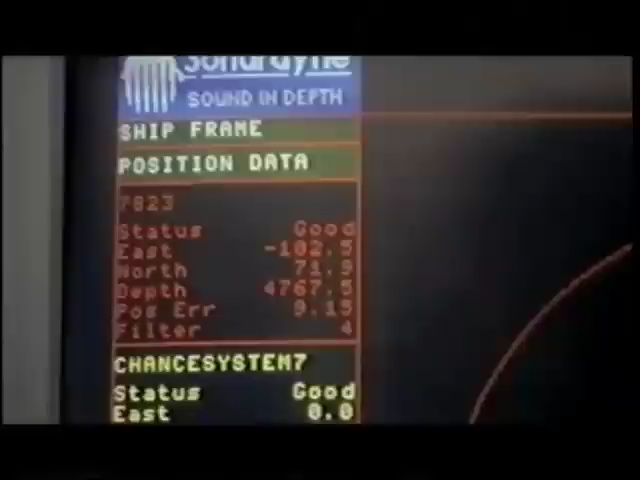 Sonardyne
SOUND IN DEPTH
SHIP FRAME
POSITION DATA
7823
Status Good
East -102.5
North 71.9
Depth 4767.5
Pos Err 9.15
Filter 4
CHANCESYSTEM7
Status Good
East 0.0